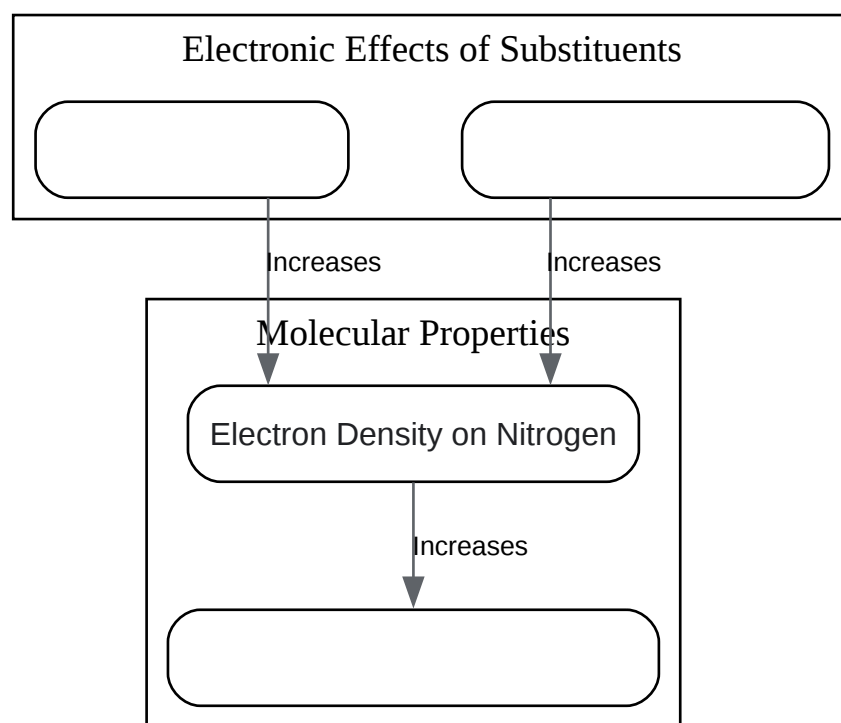 Electronic Effects of Substituents
Increases
Increases
Molecular Properties
Electron Density on Nitrogen
Increases